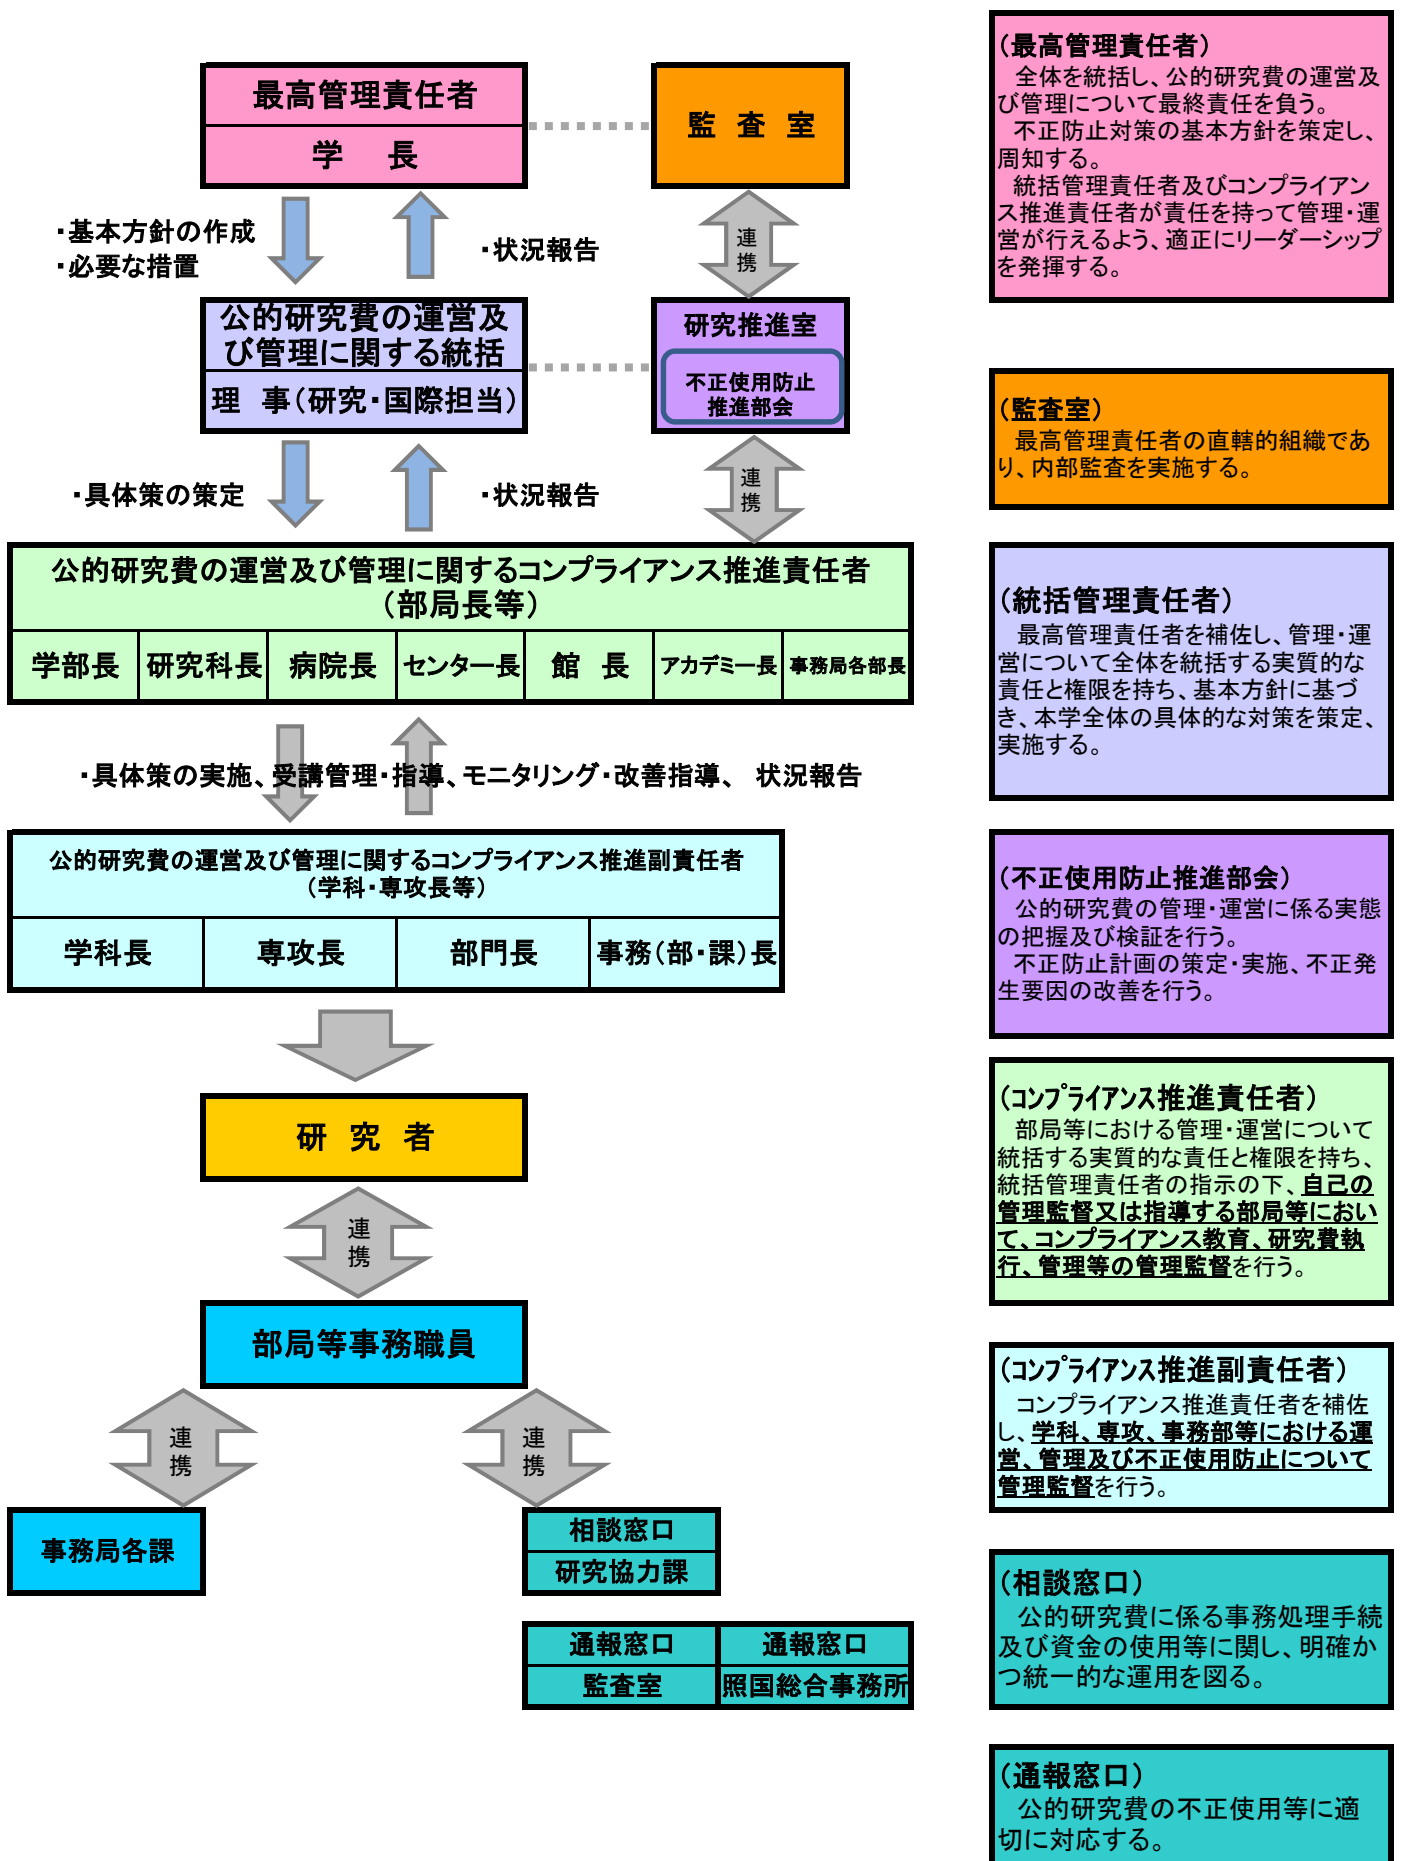 最高管理責任者
学　長
監　査　室
・基本方針の作成
・必要な措置
・状況報告
連
携
公的研究費の運営及
び管理に関する統括
理　事（研究・国際担当）
研究推進室
不正使用防止
推進部会
・具体策の策定
・状況報告
連
携
公的研究費の運営及び管理に関するコンプライアンス推進責任者
（部局長等）
学部長　研究科長　病院長　センター長　館　長　アカデミー長　事務局各部長
・具体策の実施、受講管理・指導、モニタリング・改善指導、　状況報告
公的研究費の運営及び管理に関するコンプライアンス推進副責任者
（学科・専攻長等）
学科長　専攻長　部門長　事務（部・課）長
研　究　者
連
携
部局等事務職員
連
携
連
携
事務局各課
相談窓口
研究協力課
通報窓口　通報窓口
監査室　照国総合事務所
（最高管理責任者）
全体を統括し、公的研究費の運営及
び管理について最終責任を負う。
不正防止対策の基本方針を策定し、
周知する。
統括管理責任者及びコンプライアン
ス推進責任者が責任を持って管理・運
営が行えるよう、適正にリーダーシップ
を発揮する。
（監査室）
最高管理責任者の直轄的組織であ
り、内部監査を実施する。
（統括管理責任者）
最高管理責任者を補佐し、管理・運
営について全体を統括する実質的な
責任と権限を持ち、基本方針に基づ
き、本学全体の具体的な対策を策定、
実施する。
（不正使用防止推進部会）
公的研究費の管理・運営に係る実態
の把握及び検証を行う。
不正防止計画の策定・実施、不正発
生要因の改善を行う。
（コンプライアンス推進責任者）
部局等における管理・運営について
統括する実質的な責任と権限を持ち、
統括管理責任者の指示の下、自己の
管理監督又は指導する部局等におい
て、コンプライアンス教育、研究費執
行、管理等の管理監督を行う。
（コンプライアンス推進副責任者）
コンプライアンス推進責任者を補佐
し、学科、専攻、事務部等における運
営、管理及び不正使用防止について
管理監督を行う。
（相談窓口）
公的研究費に係る事務処理手続
及び資金の使用等に関し、明確か
つ統一的な運用を図る。
（通報窓口）
公的研究費の不正使用等に適
切に対応する。